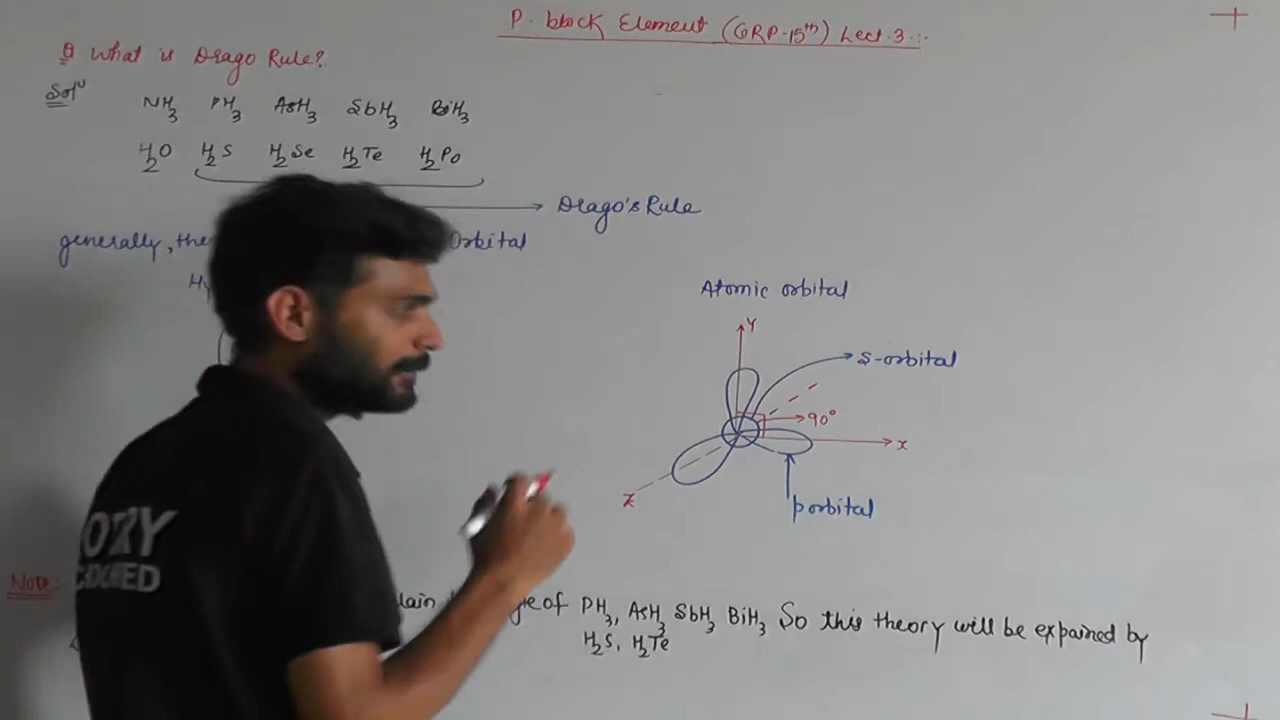 P. block Element (GRP-15th) Lect. 3.:-
Q What is Drago Rule?
Solⁿ
NH3 PH3 AsH3 SbH3 BiH3
H2O H2S H2Se H2Te H2Po
Drago's Rule
generally, the Orbital
Atomic orbital
Y
S-orbital
90°
X
Z
p orbital
Note:-
of PH3, AsH3 SbH3 BiH3 So this theory will be expained by
H2S, H2Te